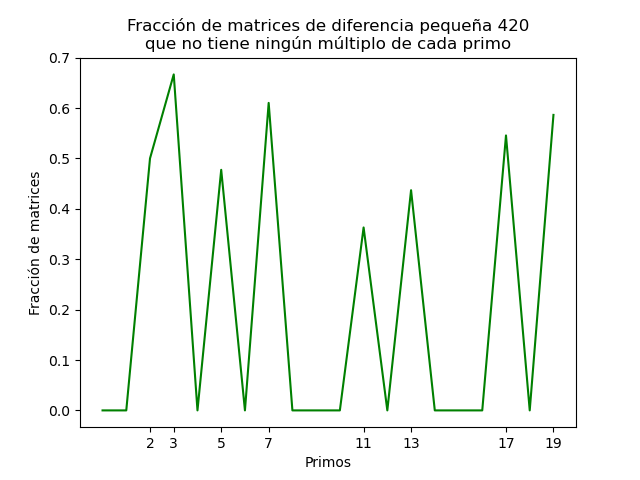 Fracción de matrices de diferencia pequeña 420
que no tiene ningún múltiplo de cada primo
Fracción de matrices
0.7
0.6
0.5
0.4
0.3
0.2
0.1
0.0
2 3 5 7 11 13 17 19
Primos